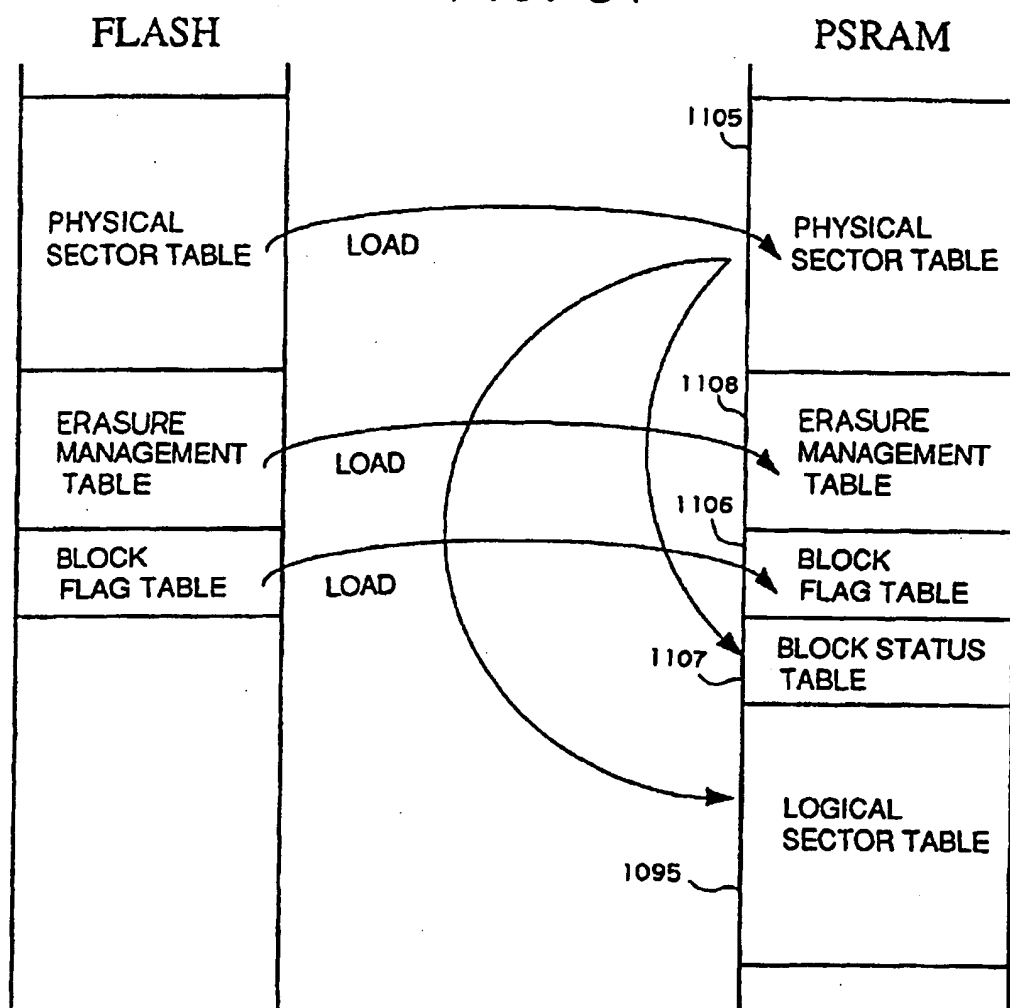 FLASH
PSRAM
1105
PHYSICAL
SECTOR TABLE
LOAD
PHYSICAL
SECTOR TABLE
1108
ERASURE
MANAGEMENT
TABLE
LOAD
ERASURE
MANAGEMENT
TABLE
1106
BLOCK
FLAG TABLE
LOAD
BLOCK
FLAG TABLE
1107
BLOCK STATUS
TABLE
LOGICAL
SECTOR TABLE
1095